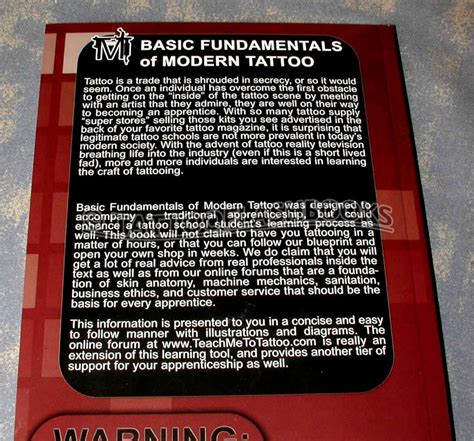 BASIC FUNDAMENTALS
of MODERN TATTOO
Tattoo is a trade that is shrouded in secrecy, or so it would
seem. Once an individual has overcome the first obstacle
to getting on the "inside" of the tattoo scene by meeting
with an artist that they admire, they are well on their way
to becoming an apprentice. With so many tattoo supply
"super stores" selling those kits you see advertised in the
back of your favorite tattoo magazine, it is surprising that
legitimate tattoo schools are not more prevalent in today's
modern society. With the advent of tattoo reality television
breathing life into the industry (even if this is a short lived
fad), more and more individuals are interested in learning
the craft of tattooing.
Basic Fundamentals of Modern Tattoo is designed to
accompany a traditional apprenticeship, but could
enhance a tattoo school student's learning process as
well. This book will not claim to have you tattooing in a
matter of hours, or that you can follow our blueprint and
open your own shop in weeks. We do claim that you will
get a lot of real advice from real professionals inside the
text as well as from our online forums that are a founda-
tion of skin anatomy, machine mechanics, sanitation,
business ethics, and customer service that should be the
basis for every apprentice.
This information is presented to you in a concise and easy
to follow manner with illustrations and diagrams. The
online forum at www.TeachMeToTattoo.com is really an
extension of this learning tool, and provides another tier of
support for your apprenticeship as well.
WARNING: